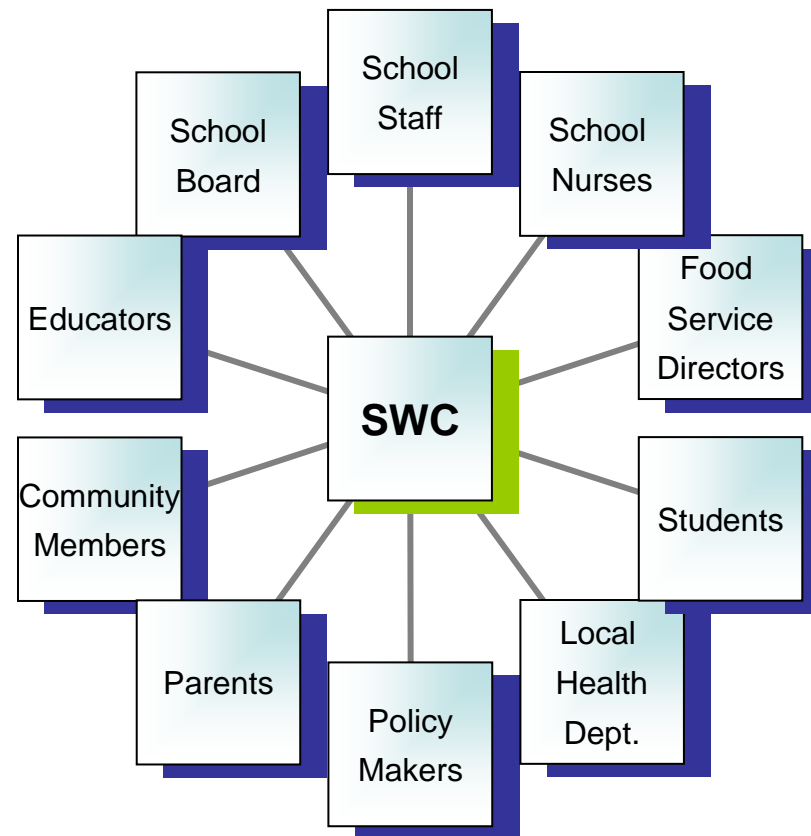 School
Staff
School
Board
School
Nurses
Educators
Food
Service
Directors
SWC
Community
Members
Students
Parents
Local
Health
Dept.
Policy
Makers